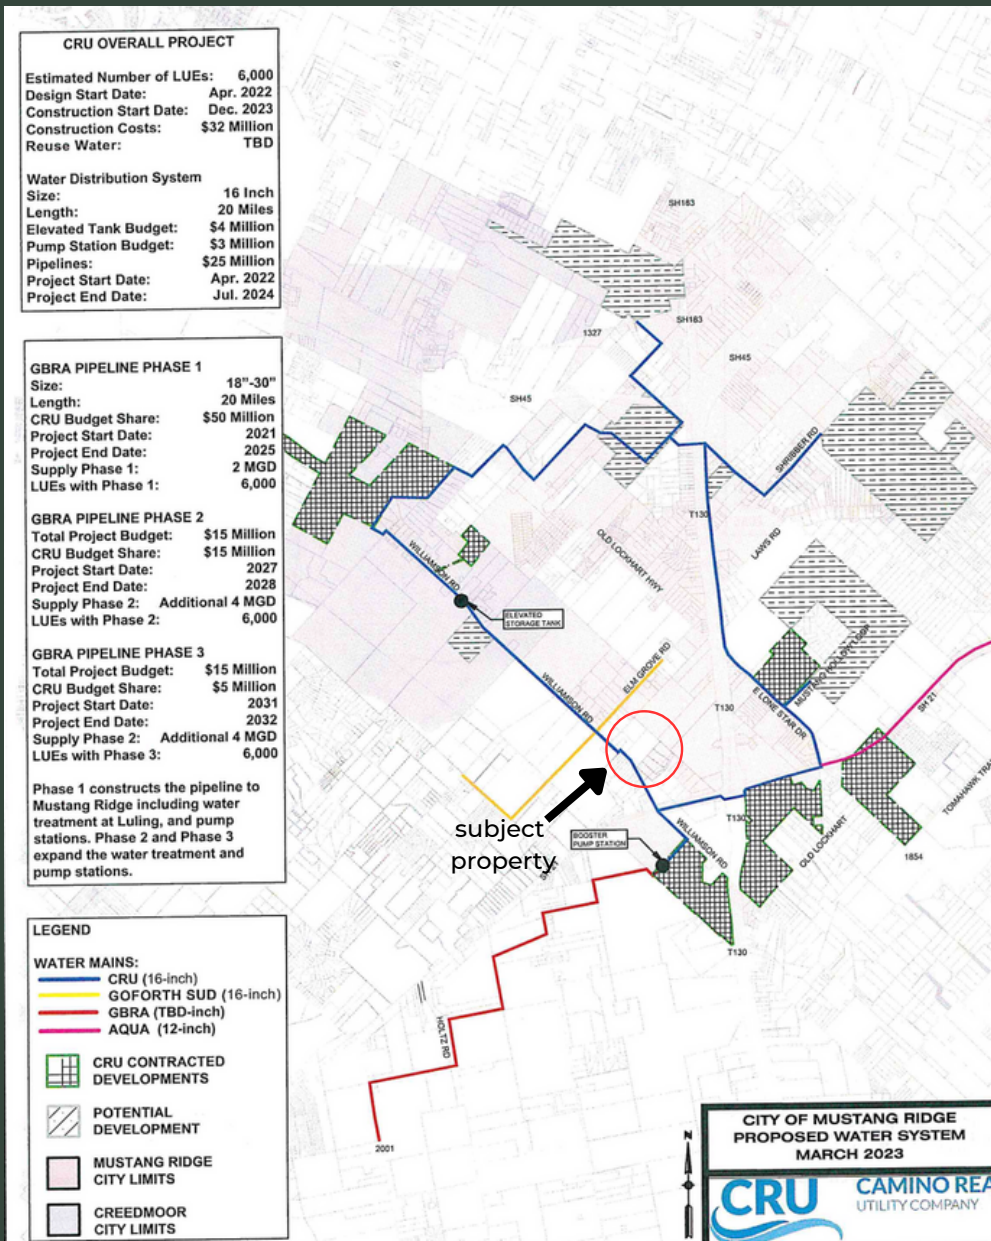 CRU OVERALL PROJECT
Estimated Number of LUEs: 6,000
Design Start Date: Apr. 2022
Construction Start Date: Dec. 2023
Construction Costs: $32 Million
Reuse Water: TBD
Water Distribution System
Size: 16 Inch
Length: 20 Miles
Elevated Tank Budget: $4 Million
Pump Station Budget: $3 Million
Pipelines: $25 Million
Project Start Date: Apr. 2022
Project End Date: Jul. 2024
GBRA PIPELINE PHASE 1
Size: 18"-30"
Length: 20 Miles
CRU Budget Share: $50 Million
Project Start Date: 2021
Project End Date: 2025
Supply Phase 1: 2 MGD
LUEs with Phase 1: 6,000
GBRA PIPELINE PHASE 2
Total Project Budget: $15 Million
CRU Budget Share: $15 Million
Project Start Date: 2027
Project End Date: 2028
Supply Phase 2: Additional 4 MGD
LUEs with Phase 2: 6,000
GBRA PIPELINE PHASE 3
Total Project Budget: $15 Million
CRU Budget Share: $5 Million
Project Start Date: 2031
Project End Date: 2032
Supply Phase 2: Additional 4 MGD
LUEs with Phase 3: 6,000
Phase 1 constructs the pipeline to
Mustang Ridge including water
treatment at Luling, and pump
stations. Phase 2 and Phase 3
expand the water treatment and
pump stations.
LEGEND
WATER MAINS:
CRU (16-inch)
GOFORTH SUD (16-inch)
GBRA (TBD-inch)
AQUA (12-inch)
CRU CONTRACTED
DEVELOPMENTS
POTENTIAL
DEVELOPMENT
MUSTANG RIDGE
CITY LIMITS
CREEDMOOR
CITY LIMITS
SH183
SH183
1327
SH45
SH45
SHRIBBER RD
T130
LAWS RD
OLD LOCKHART HWY
WILLIAMSON RD
ELEVATED
STORAGE TANK
MUSTANG HOLLOW LOOP
ELM GROVE RD
WILLIAMSON RD
T130
E LONE STAR DR
SH 21
TOMAHAWK TRA
subject
property
BOOSTER
PUMP STATION
WILLIAMSON RD
T130
OLD LOCKHART
1854
T130
HOLTZ RD
2001
N
CITY OF MUSTANG RIDGE
PROPOSED WATER SYSTEM
MARCH 2023
CRU
CAMINO REA
UTILITY COMPANY